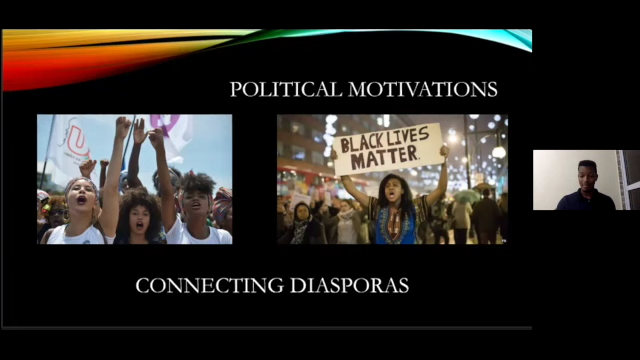 POLITICAL MOTIVATIONS
BLACK LIVES
MATTER.
CONNECTING DIASPORAS